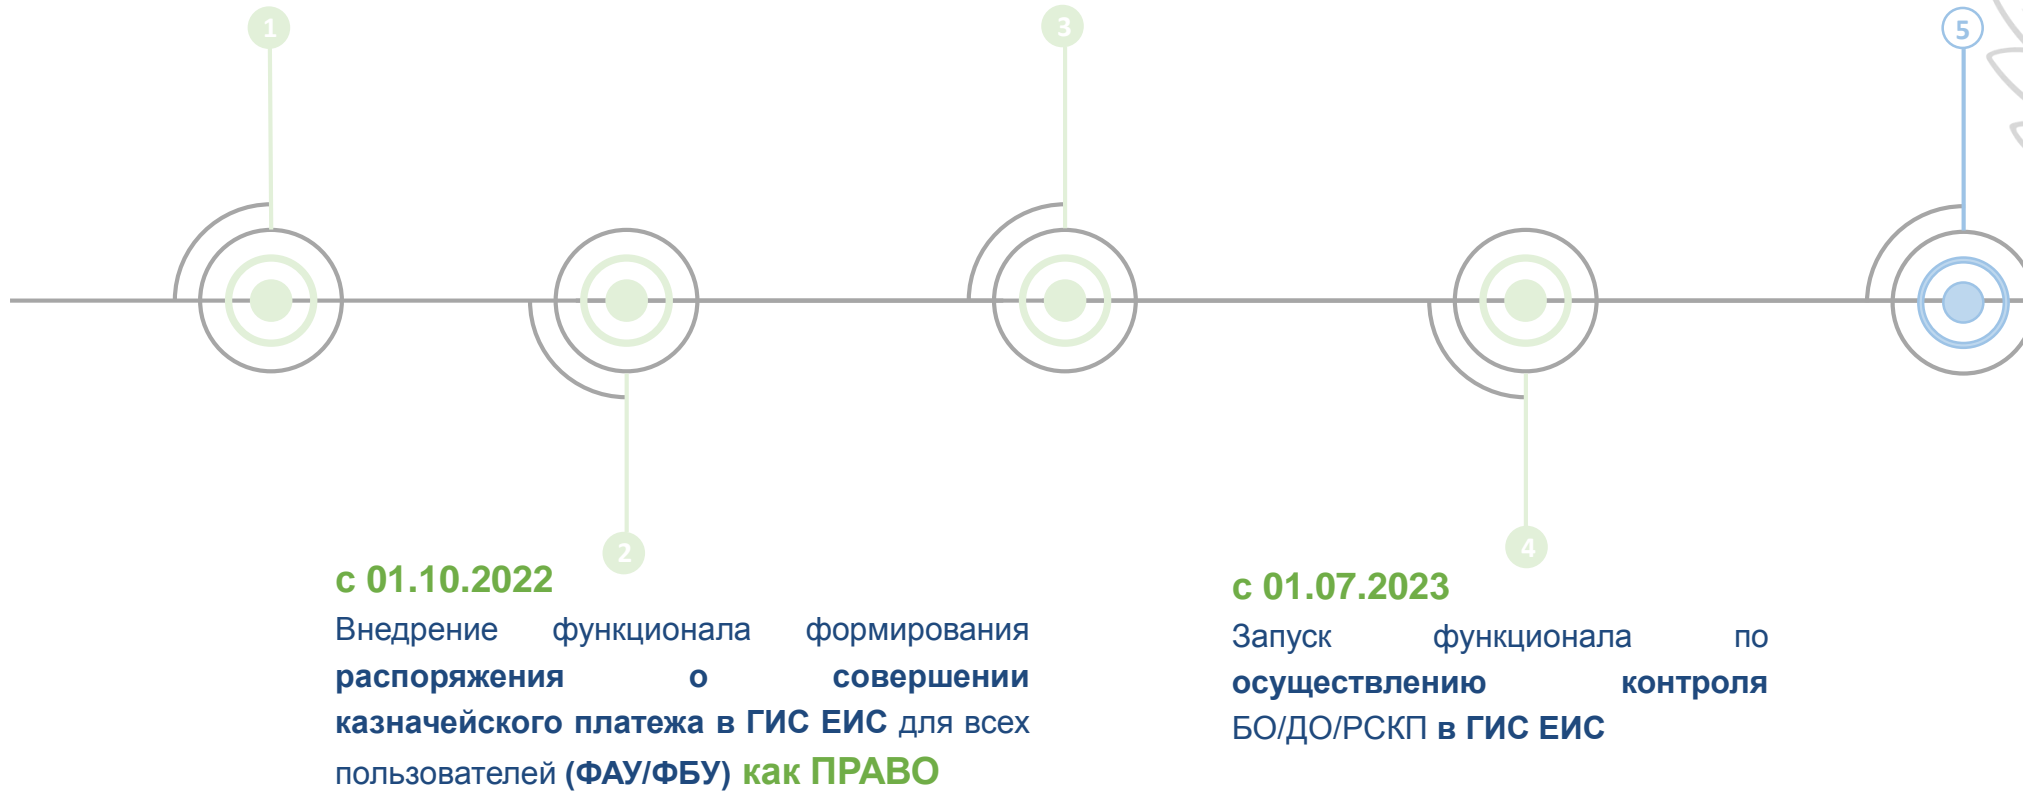 1
3
5
2
с 01.10.2022
Внедрение функционала формирования
распоряжения о совершении
казначейского платежа в ГИС ЕИС для всех
пользователей (ФАУ/ФБУ) как ПРАВО
4
с 01.07.2023
Запуск функционала по
осуществлению контроля
БО/ДО/РСКП в ГИС ЕИС